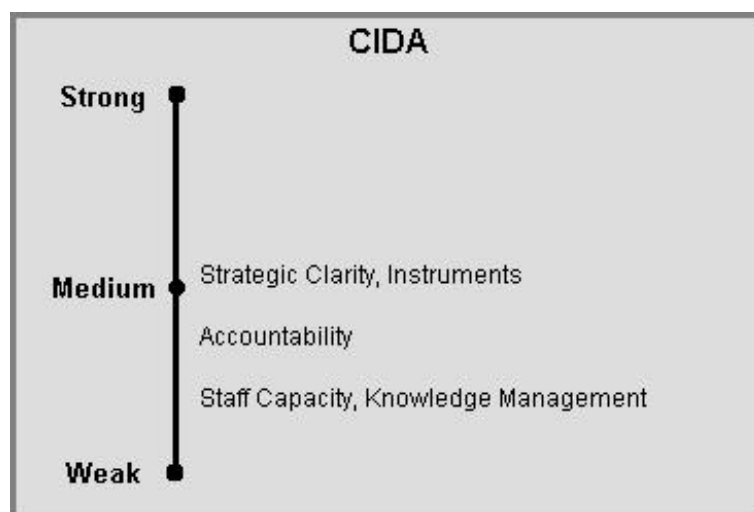 CIDA
Strong
Strategic Clarity, Instruments
Medium
Accountability
Staff Capacity, Knowledge Management
Weak